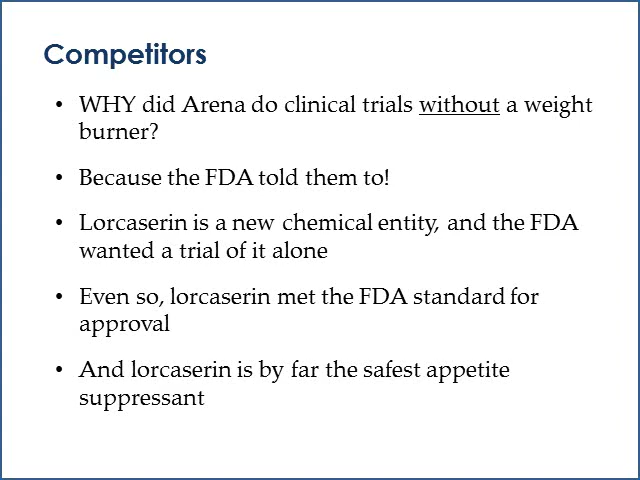 Competitors
• WHY did Arena do clinical trials without a weight
burner?
• Because the FDA told them to!
• Lorcaserin is a new chemical entity, and the FDA
wanted a trial of it alone
• Even so, lorcaserin met the FDA standard for
approval
• And lorcaserin is by far the safest appetite
suppressant